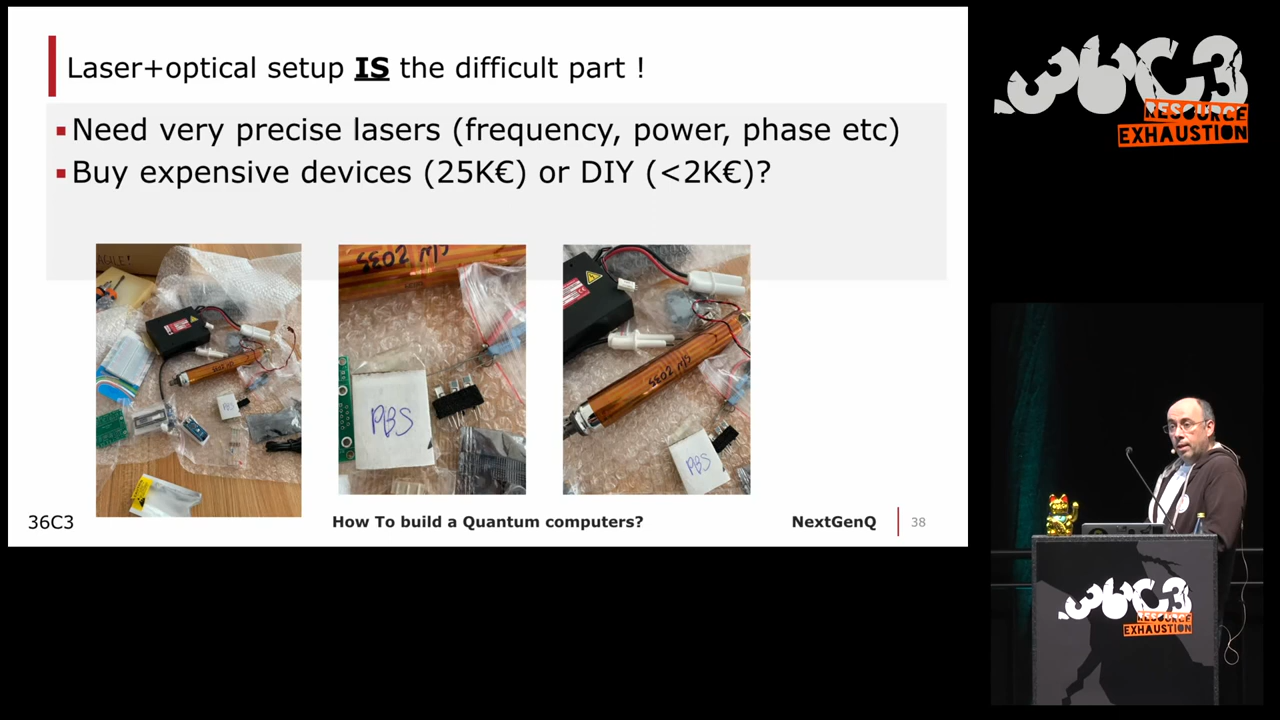 Laser+optical setup IS the difficult part !
Need very precise lasers (frequency, power, phase etc)
Buy expensive devices (25K€) or DIY (<2K€)?
PBS
PBS
PBS
36C3
How To build a Quantum computers?
NextGenQ
38
36C3
RESOURCE
EXHAUSTION
36C3
RESOURCE
EXHAUSTION